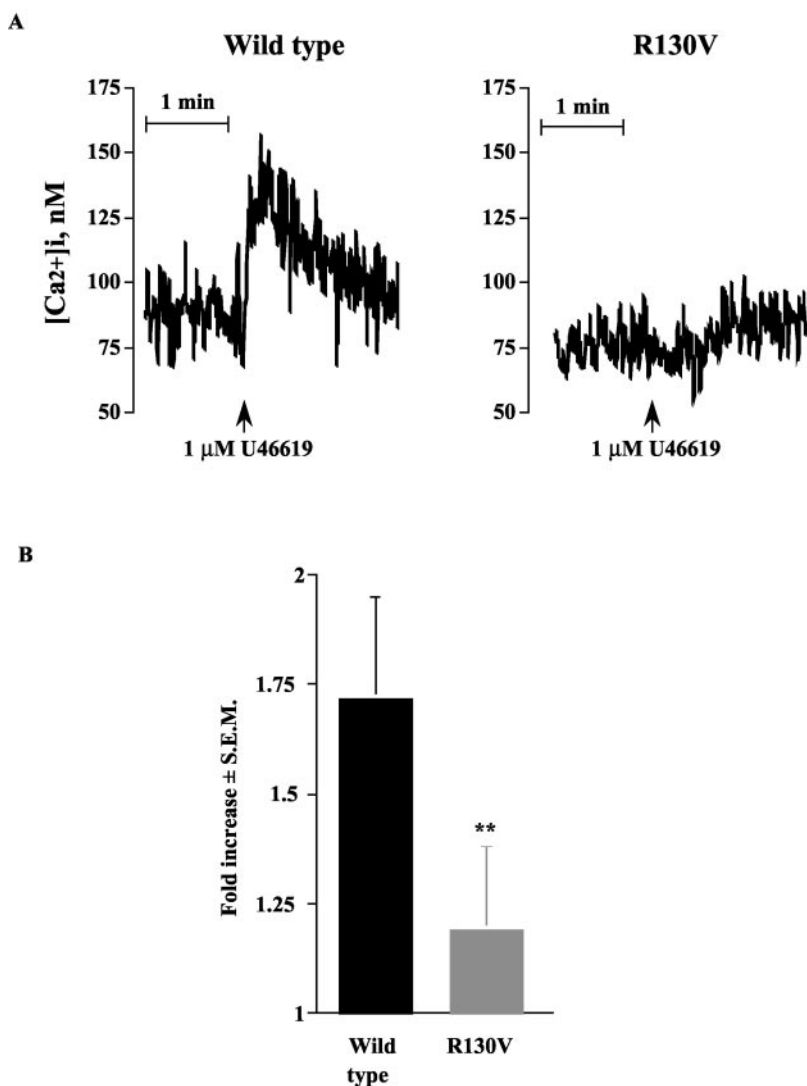 A
Wild type
R130V
175
1 min
150
125
100
75
50
[Ca2+]i, nM
1 μM U46619
175
1 min
150
125
100
75
50
1 μM U46619
B
2
1.75
1.5
1.25
1
Fold increase ± S.E.M.
**
Wild
type
R130V